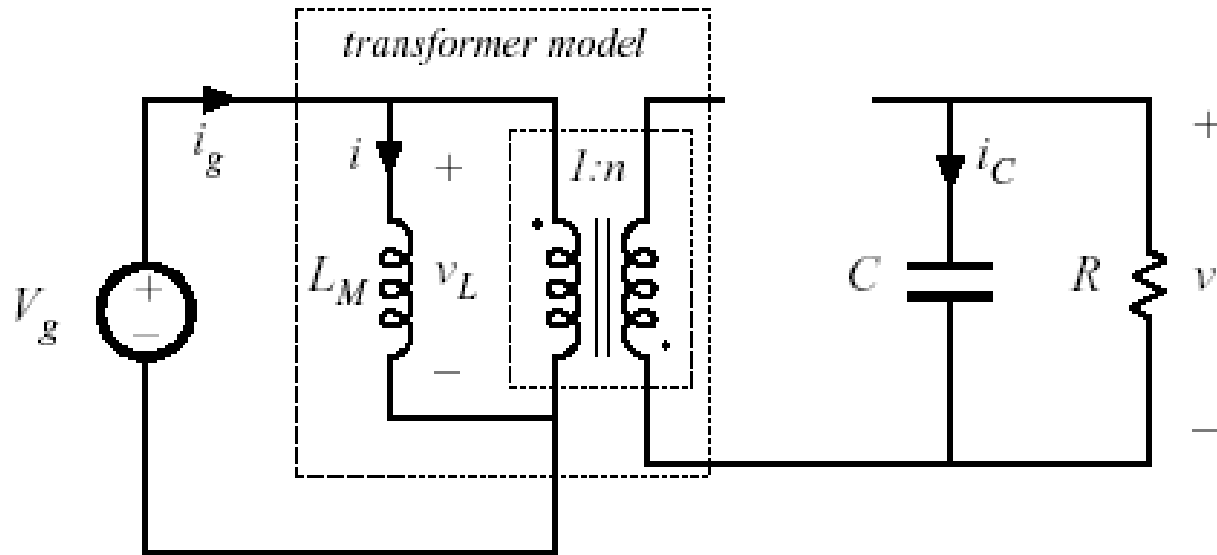 transformer model
i_g
i
+
1:n
i_C
+
V_g
+
−
L_M
v_L
C
R
v
−
−